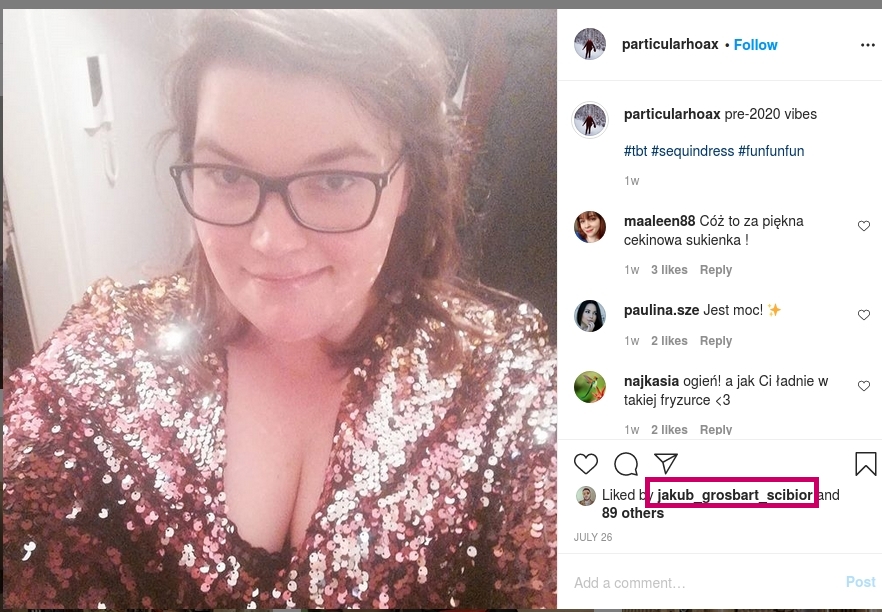 particularhoax • Follow
particularhoax pre-2020 vibes
#tbt #sequindress #funfunfun
1w
maaleen88 Cóż to za piękna
cekinowa sukienka !
1w 3 likes Reply
paulina.sze Jest moc! ✨
1w 2 likes Reply
najkasia ogień! a jak Ci ładnie w
takiej fryzurce <3
1w 2 likes Reply
Liked by jakub_grosbart_scibior and
89 others
JULY 26
Add a comment… Post